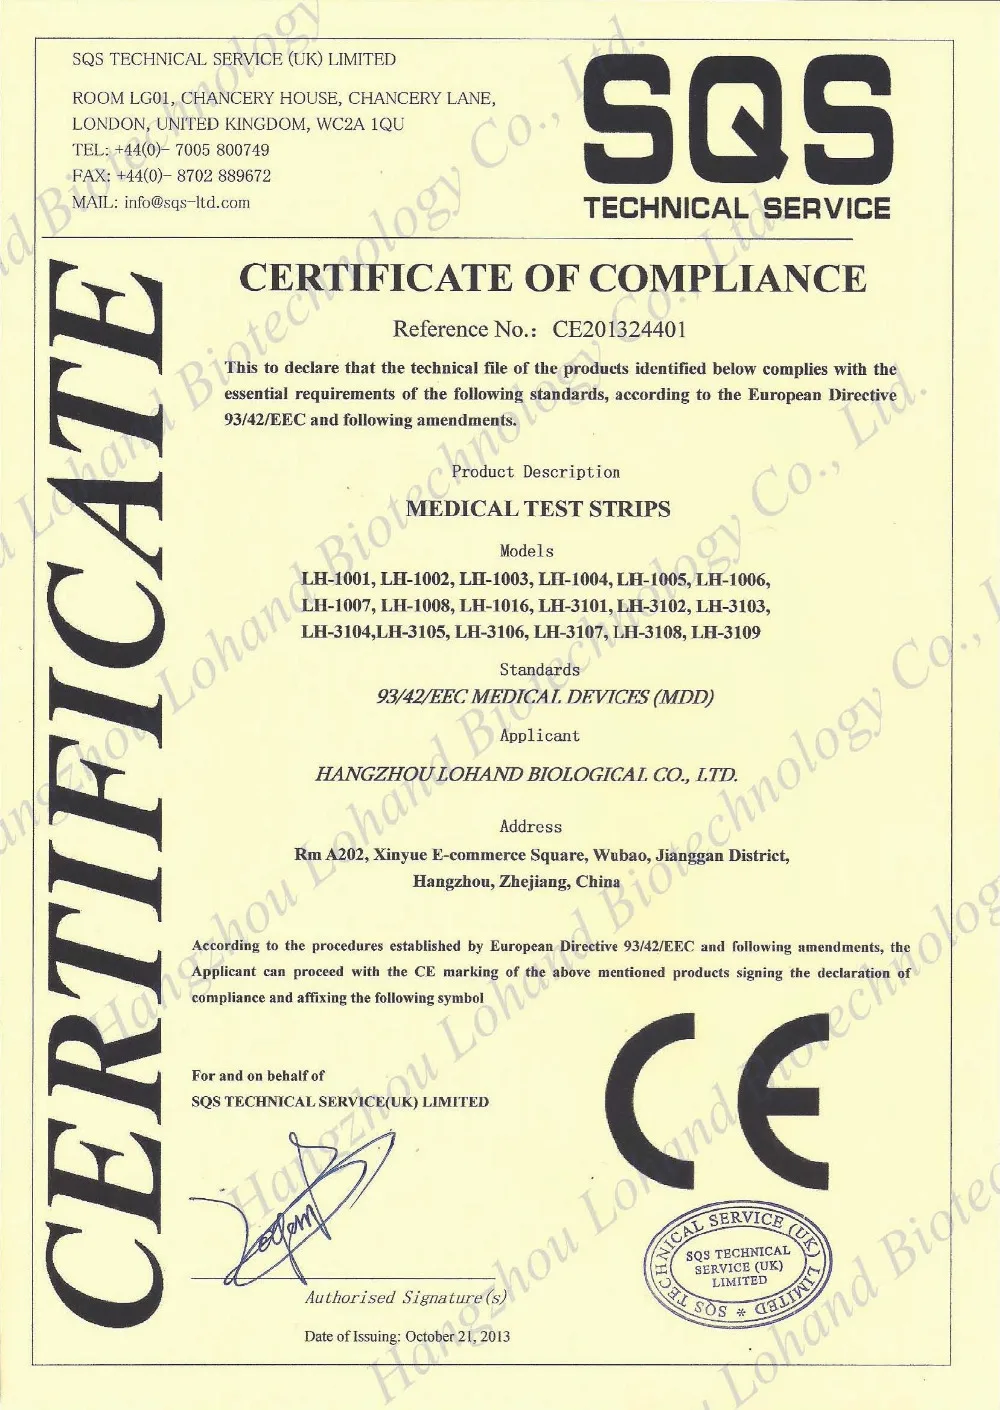 SQS TECHNICAL SERVICE (UK) LIMITED
ROOM LG01, CHANCERY HOUSE, CHANCERY LANE,
LONDON, UNITED KINGDOM, WC2A 1QU
TEL: +44(0)- 7005 800749
FAX: +44(0)- 8702 889672
MAIL: info@sqs-ltd.com
SQS
TECHNICAL SERVICE
CERTIFICATE
CERTIFICATE OF COMPLIANCE
Reference No.: CE201324401
This to declare that the technical file of the products identified below complies with the
essential requirements of the following standards, according to the European Directive
93/42/EEC and following amendments.
Product Description
MEDICAL TEST STRIPS
Models
LH-1001, LH-1002, LH-1003, LH-1004, LH-1005, LH-1006,
LH-1007, LH-1008, LH-1016, LH-3101, LH-3102, LH-3103,
LH-3104,LH-3105, LH-3106, LH-3107, LH-3108, LH-3109
Standards
93/42/EEC MEDICAL DEVICES (MDD)
Applicant
HANGZHOU LOHAND BIOLOGICAL CO., LTD.
Address
Rm A202, Xinyue E-commerce Square, Wubao, Jianggan District,
Hangzhou, Zhejiang, China
According to the procedures established by European Directive 93/42/EEC and following amendments, the
Applicant can proceed with the CE marking of the above mentioned products signing the declaration of
compliance and affixing the following symbol
CE
For and on behalf of
SQS TECHNICAL SERVICE(UK) LIMITED
Authorised Signature(s)
Date of Issuing: October 21, 2013
SQS TECHNICAL SERVICE (UK) LIMITED *
SQS TECHNICAL
SERVICE (UK)
LIMITED
Hangzhou Lohand Biotechnology Co., Ltd.